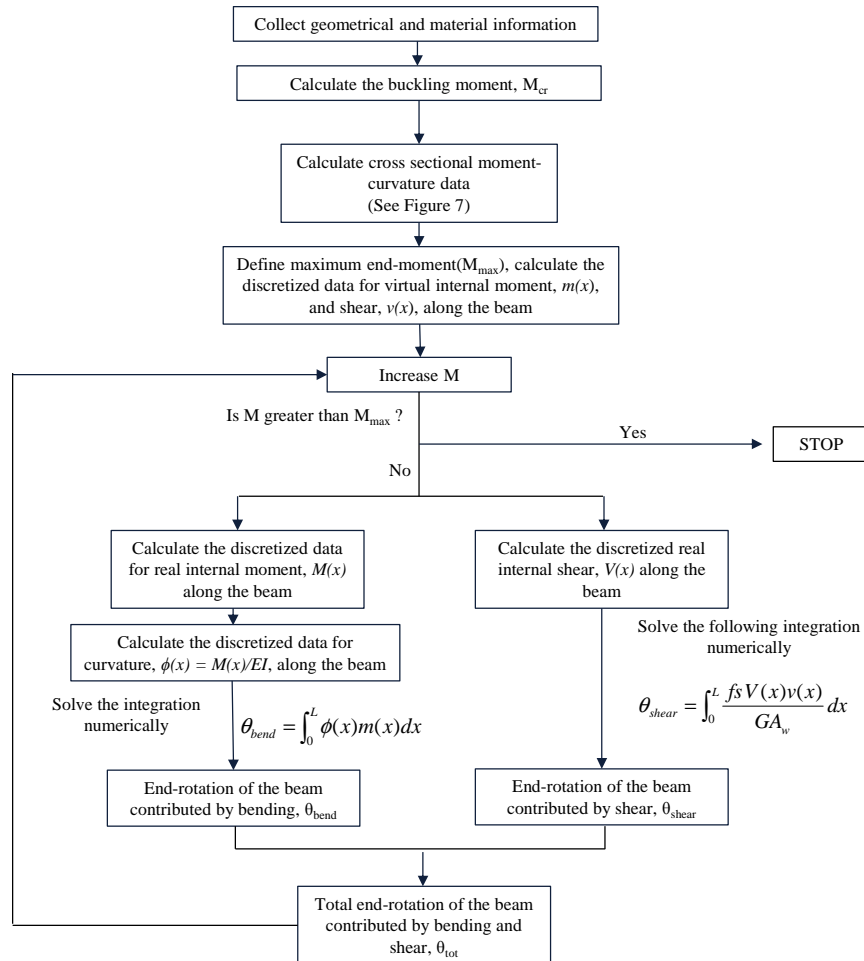 Collect geometrical and material information
Calculate the buckling moment, M_cr
Calculate cross sectional moment-
curvature data
(See Figure 7)
Define maximum end-moment(M_max), calculate the
discretized data for virtual internal moment, m(x),
and shear, v(x), along the beam
Increase M
Is M greater than M_max ?
Yes
STOP
No
Calculate the discretized data
for real internal moment, M(x)
along the beam
Calculate the discretized real
internal shear, V(x) along the
beam
Calculate the discretized data for
curvature, ϕ(x) = M(x)/EI, along the beam
Solve the following integration
numerically
Solve the integration
numerically
θ_bend = ∫_0^L ϕ(x)m(x)dx
θ_shear = ∫_0^L \frac{fsV(x)v(x)}{GA_w} dx
End-rotation of the beam
contributed by bending, θ_bend
End-rotation of the beam
contributed by shear, θ_shear
Total end-rotation of the beam
contributed by bending and
shear, θ_tot